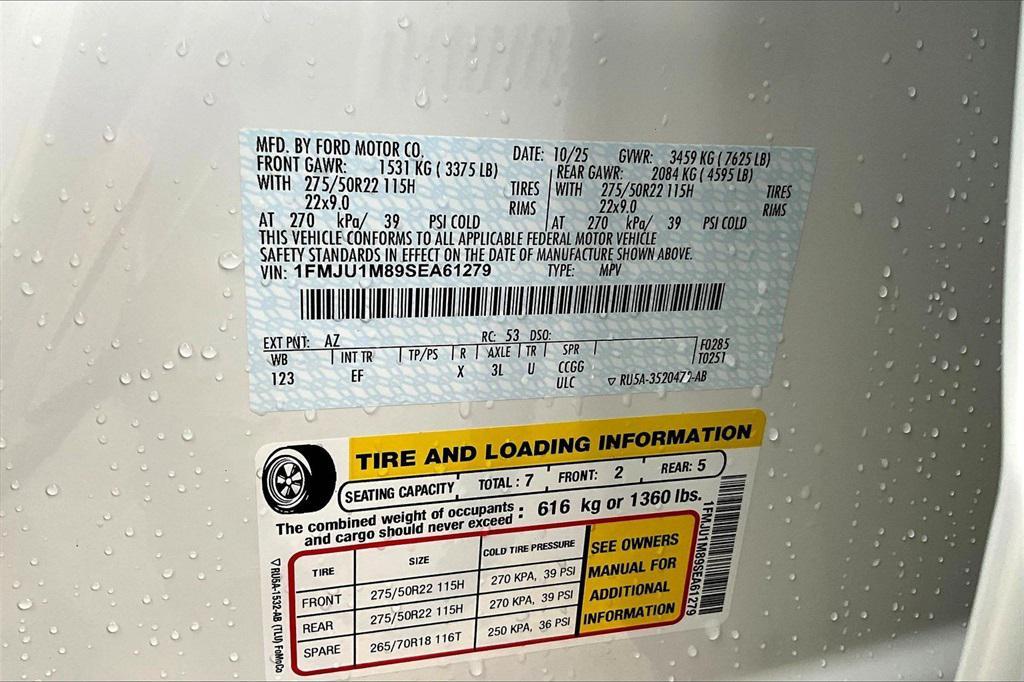 MFD. BY FORD MOTOR CO. DATE: 10/25 GVWR: 3459 KG ( 7625 LB)
FRONT GAWR: 1531 KG ( 3375 LB) REAR GAWR: 2084 KG ( 4595 LB)
WITH 275/50R22 115H TIRES WITH 275/50R22 115H TIRES
22x9.0 RIMS 22x9.0 RIMS
AT 270 kPa/ 39 PSI COLD AT 270 kPa/ 39 PSI COLD
THIS VEHICLE CONFORMS TO ALL APPLICABLE FEDERAL MOTOR VEHICLE
SAFETY STANDARDS IN EFFECT ON THE DATE OF MANUFACTURE SHOWN ABOVE.
VIN: 1FMJU1M89SEA61279 TYPE: MPV
EXT PNT: AZ RC: 53 DSO:
WB INT TR TP/PS R AXLE TR SPR F0285
123 EF X 3L U CCGG T0251
ULC ▽ RU5A-3520472-AB
TIRE AND LOADING INFORMATION
SEATING CAPACITY TOTAL : 7 FRONT: 2 REAR: 5
The combined weight of occupants : 616 kg or 1360 lbs.
and cargo should never exceed
TIRE SIZE COLD TIRE PRESSURE
FRONT 275/50R22 115H 270 KPA, 39 PSI
REAR 275/50R22 115H 270 KPA, 39 PSI
SPARE 265/70R18 116T 250 KPA, 36 PSI
SEE OWNERS
MANUAL FOR
ADDITIONAL
INFORMATION
1FMJU1M89SEA61279
▽ RU5A-1532-AB (TLU) FoMoCo